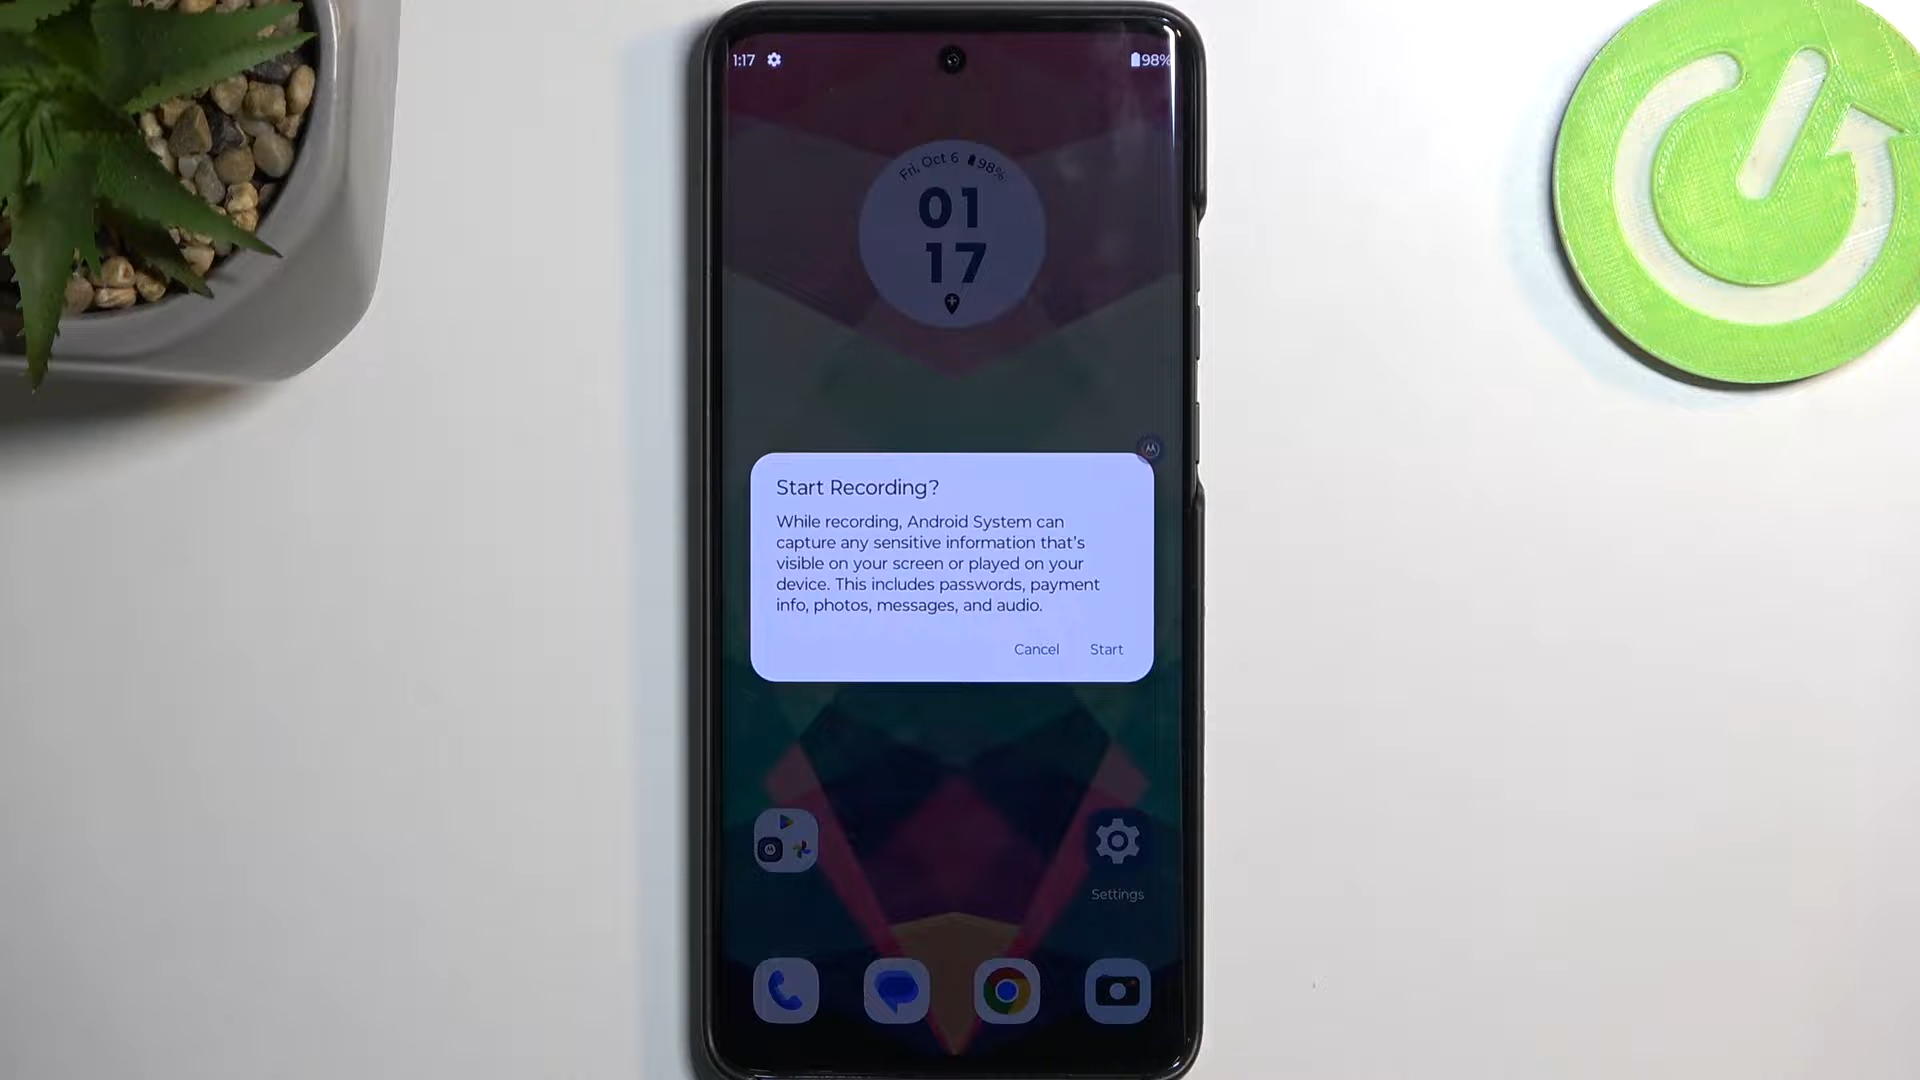 1:17
98%
Fri, Oct 6 98%
01
17
Start Recording?
While recording, Android System can
capture any sensitive information that's
visible on your screen or played on your
device. This includes passwords, payment
info, photos, messages, and audio.
Cancel Start
Settings